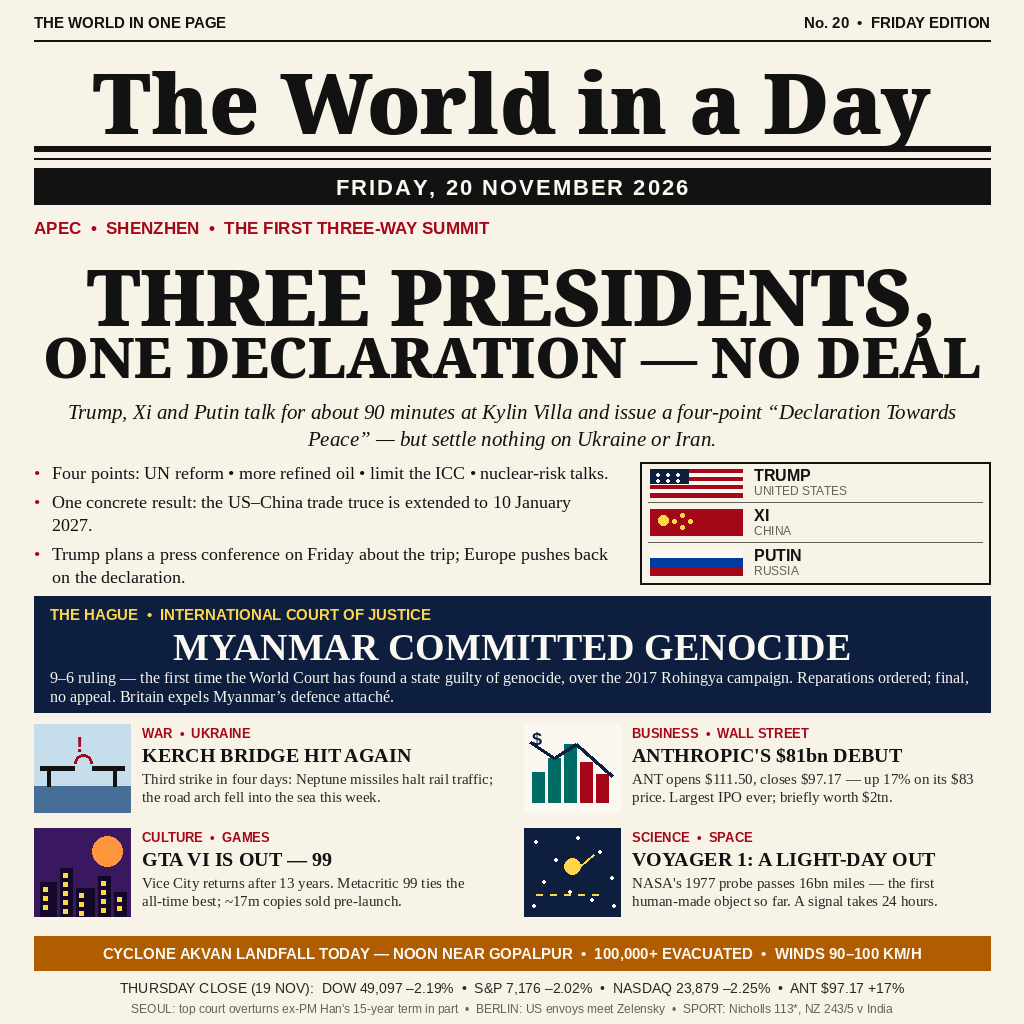 THE WORLD IN ONE PAGE
No. 20 • FRIDAY EDITION
The World in a Day
FRIDAY, 20 NOVEMBER 2026
APEC • SHENZHEN • THE FIRST THREE-WAY SUMMIT
THREE PRESIDENTS,
ONE DECLARATION — NO DEAL
Trump, Xi and Putin talk for about 90 minutes at Kylin Villa and issue a four-point “Declaration Towards
Peace” — but settle nothing on Ukraine or Iran.
• Four points: UN reform • more refined oil • limit the ICC • nuclear-risk talks.
• One concrete result: the US–China trade truce is extended to 10 January
2027.
• Trump plans a press conference on Friday about the trip; Europe pushes back
on the declaration.
TRUMP
UNITED STATES
XI
CHINA
PUTIN
RUSSIA
THE HAGUE • INTERNATIONAL COURT OF JUSTICE
MYANMAR COMMITTED GENOCIDE
9–6 ruling — the first time the World Court has found a state guilty of genocide, over the 2017 Rohingya campaign. Reparations ordered; final,
no appeal. Britain expels Myanmar’s defence attaché.
!
WAR • UKRAINE
KERCH BRIDGE HIT AGAIN
Third strike in four days: Neptune missiles halt rail traffic;
the road arch fell into the sea this week.
$
BUSINESS • WALL STREET
ANTHROPIC'S $81bn DEBUT
ANT opens $111.50, closes $97.17 — up 17% on its $83
price. Largest IPO ever; briefly worth $2tn.
CULTURE • GAMES
GTA VI IS OUT — 99
Vice City returns after 13 years. Metacritic 99 ties the
all-time best; ~17m copies sold pre-launch.
SCIENCE • SPACE
VOYAGER 1: A LIGHT-DAY OUT
NASA's 1977 probe passes 16bn miles — the first
human-made object so far. A signal takes 24 hours.
CYCLONE AKVAN LANDFALL TODAY — NOON NEAR GOPALPUR • 100,000+ EVACUATED • WINDS 90–100 KM/H
THURSDAY CLOSE (19 NOV): DOW 49,097 –2.19% • S&P 7,176 –2.02% • NASDAQ 23,879 –2.25% • ANT $97.17 +17%
SEOUL: top court overturns ex-PM Han's 15-year term in part • BERLIN: US envoys meet Zelensky • SPORT: Nicholls 113*, NZ 243/5 v India